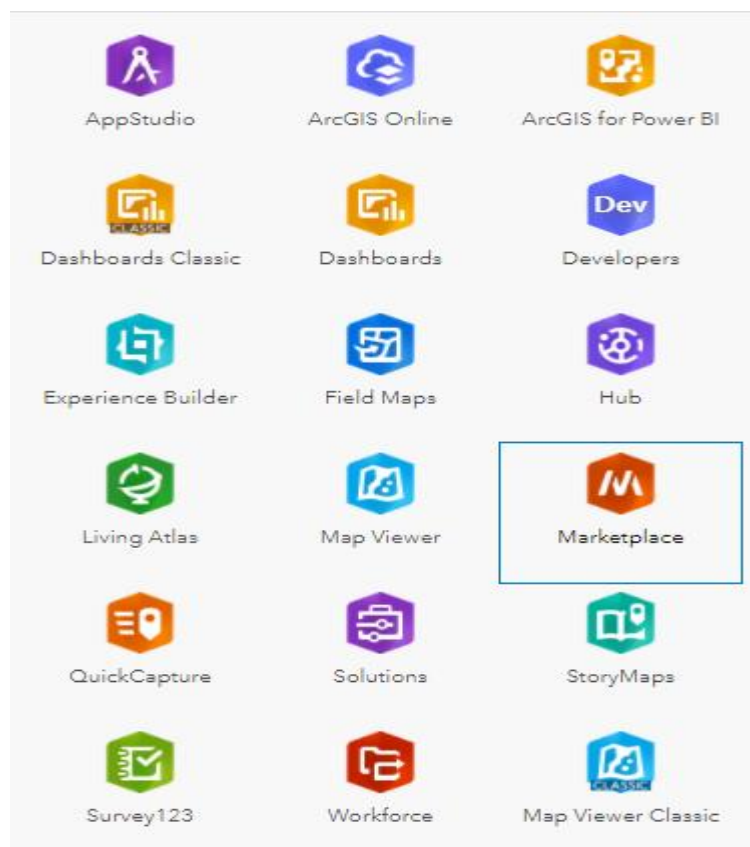 AppStudio
ArcGIS Online
ArcGIS for Power BI
CLASSIC
Dashboards Classic
Dashboards
Dev
Developers
Experience Builder
Field Maps
Hub
Living Atlas
Map Viewer
Marketplace
QuickCapture
Solutions
StoryMaps
Survey123
Workforce
CLASSIC
Map Viewer Classic